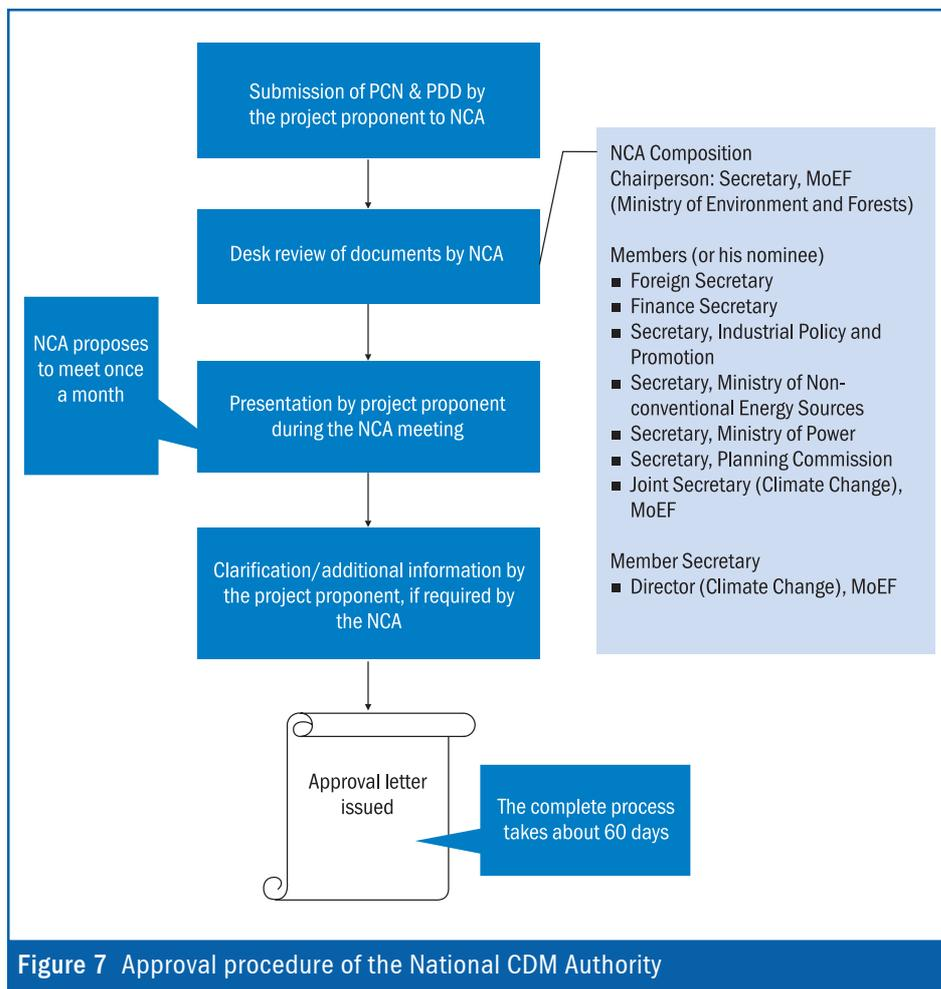 Submission of PCN & PDD by
the project proponent to NCA
Desk review of documents by NCA
NCA Composition
Chairperson: Secretary, MoEF
(Ministry of Environment and Forests)
Members (or his nominee)
■ Foreign Secretary
■ Finance Secretary
■ Secretary, Industrial Policy and
Promotion
■ Secretary, Ministry of Non-
conventional Energy Sources
■ Secretary, Ministry of Power
■ Secretary, Planning Commission
■ Joint Secretary (Climate Change),
MoEF
Member Secretary
■ Director (Climate Change), MoEF
NCA proposes
to meet once
a month
Presentation by project proponent
during the NCA meeting
Clarification/additional information by
the project proponent, if required by
the NCA
Approval letter
issued
The complete process
takes about 60 days
Figure 7 Approval procedure of the National CDM Authority